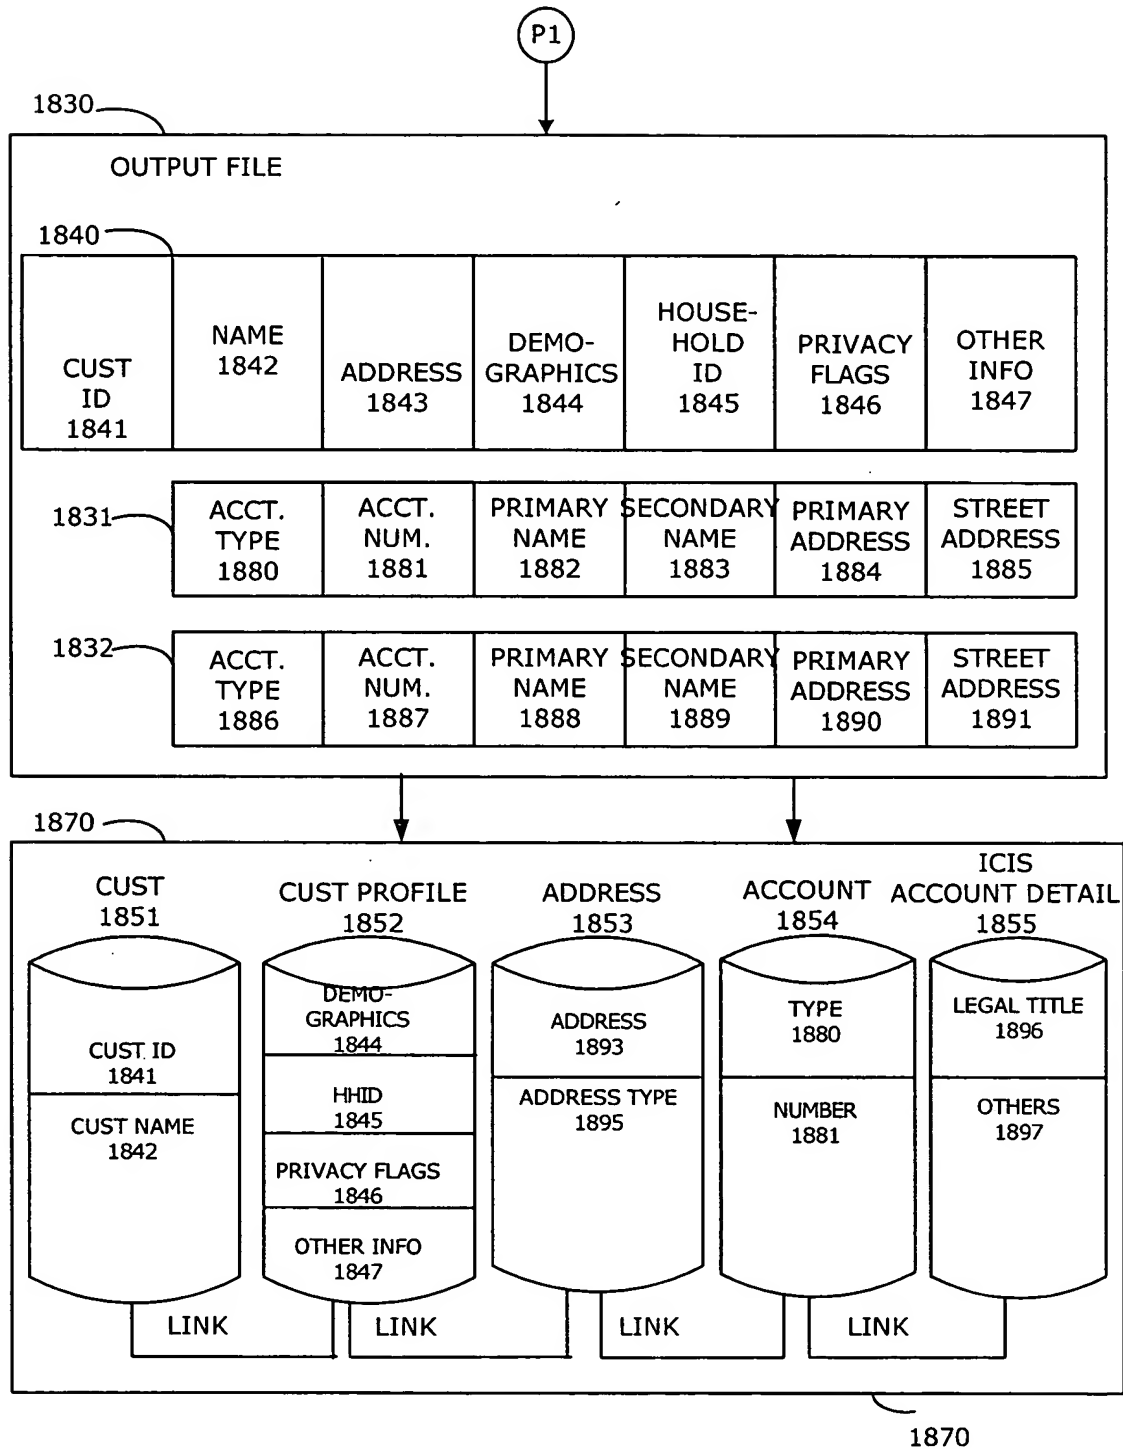 P1
1830
OUTPUT FILE
1840
CUST
ID
1841
NAME
1842
ADDRESS
1843
DEMO-
GRAPHICS
1844
HOUSE-
HOLD
ID
1845
PRIVACY
FLAGS
1846
OTHER
INFO
1847
1831
ACCT.
TYPE
1880
ACCT.
NUM.
1881
PRIMARY
NAME
1882
SECONDARY
NAME
1883
PRIMARY
ADDRESS
1884
STREET
ADDRESS
1885
1832
ACCT.
TYPE
1886
ACCT.
NUM.
1887
PRIMARY
NAME
1888
SECONDARY
NAME
1889
PRIMARY
ADDRESS
1890
STREET
ADDRESS
1891
1870
CUST
1851
CUST ID
1841
CUST NAME
1842
CUST PROFILE
1852
DEMO-
GRAPHICS
1844
HHID
1845
PRIVACY FLAGS
1846
OTHER INFO
1847
ADDRESS
1853
ADDRESS
1893
ADDRESS TYPE
1895
ACCOUNT
1854
TYPE
1880
NUMBER
1881
ICIS
ACCOUNT DETAIL
1855
LEGAL TITLE
1896
OTHERS
1897
LINK
LINK
LINK
LINK
1870